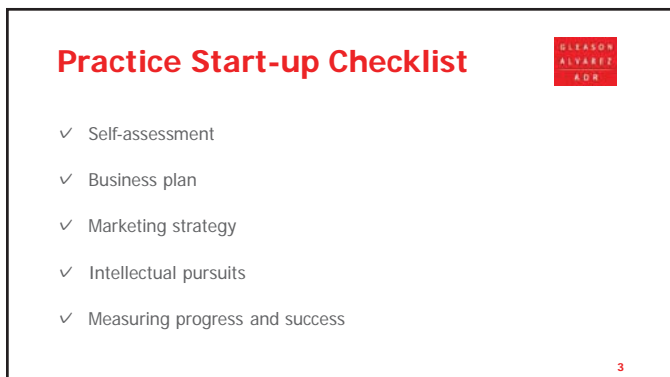 Practice Start-up Checklist
GLEASON
ALVAREZ
ADR
✓ Self-assessment
✓ Business plan
✓ Marketing strategy
✓ Intellectual pursuits
✓ Measuring progress and success
3